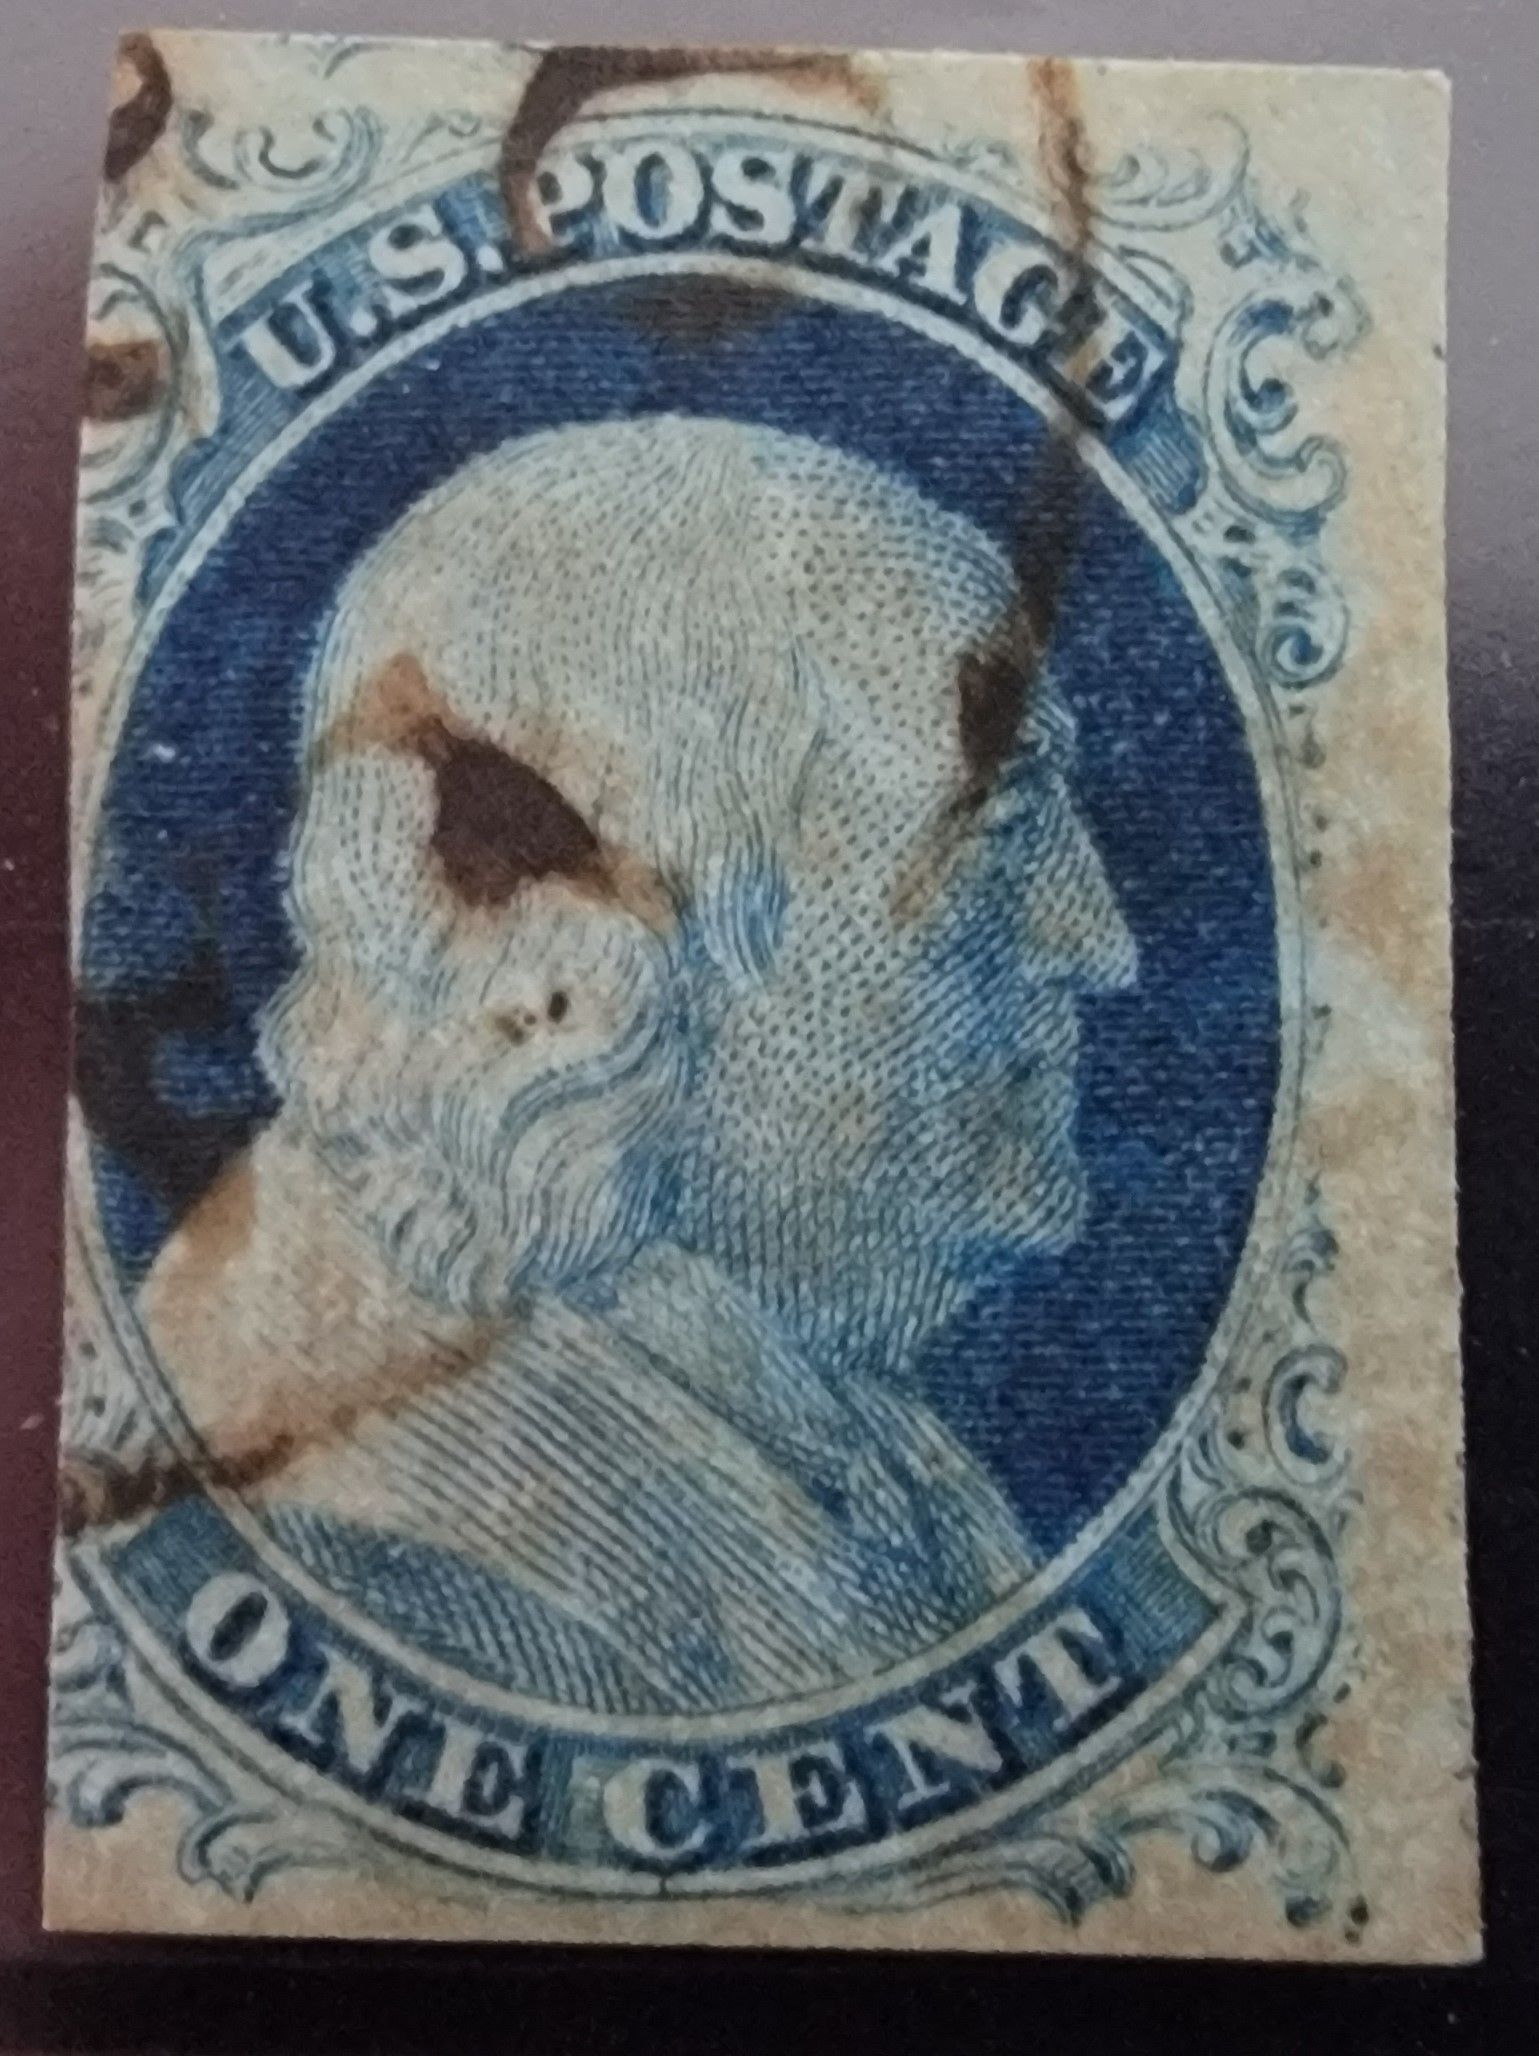 U.S. POSTAGE
ONE CENT